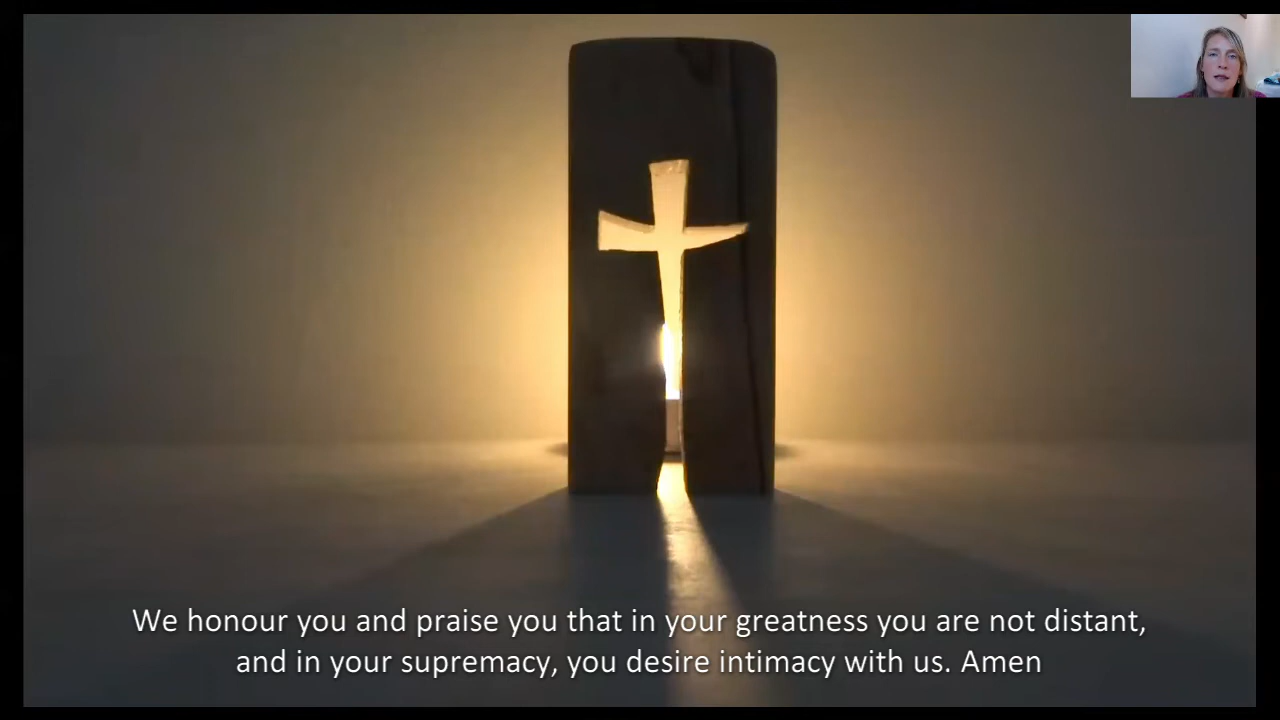 We honour you and praise you that in your greatness you are not distant,
and in your supremacy, you desire intimacy with us. Amen